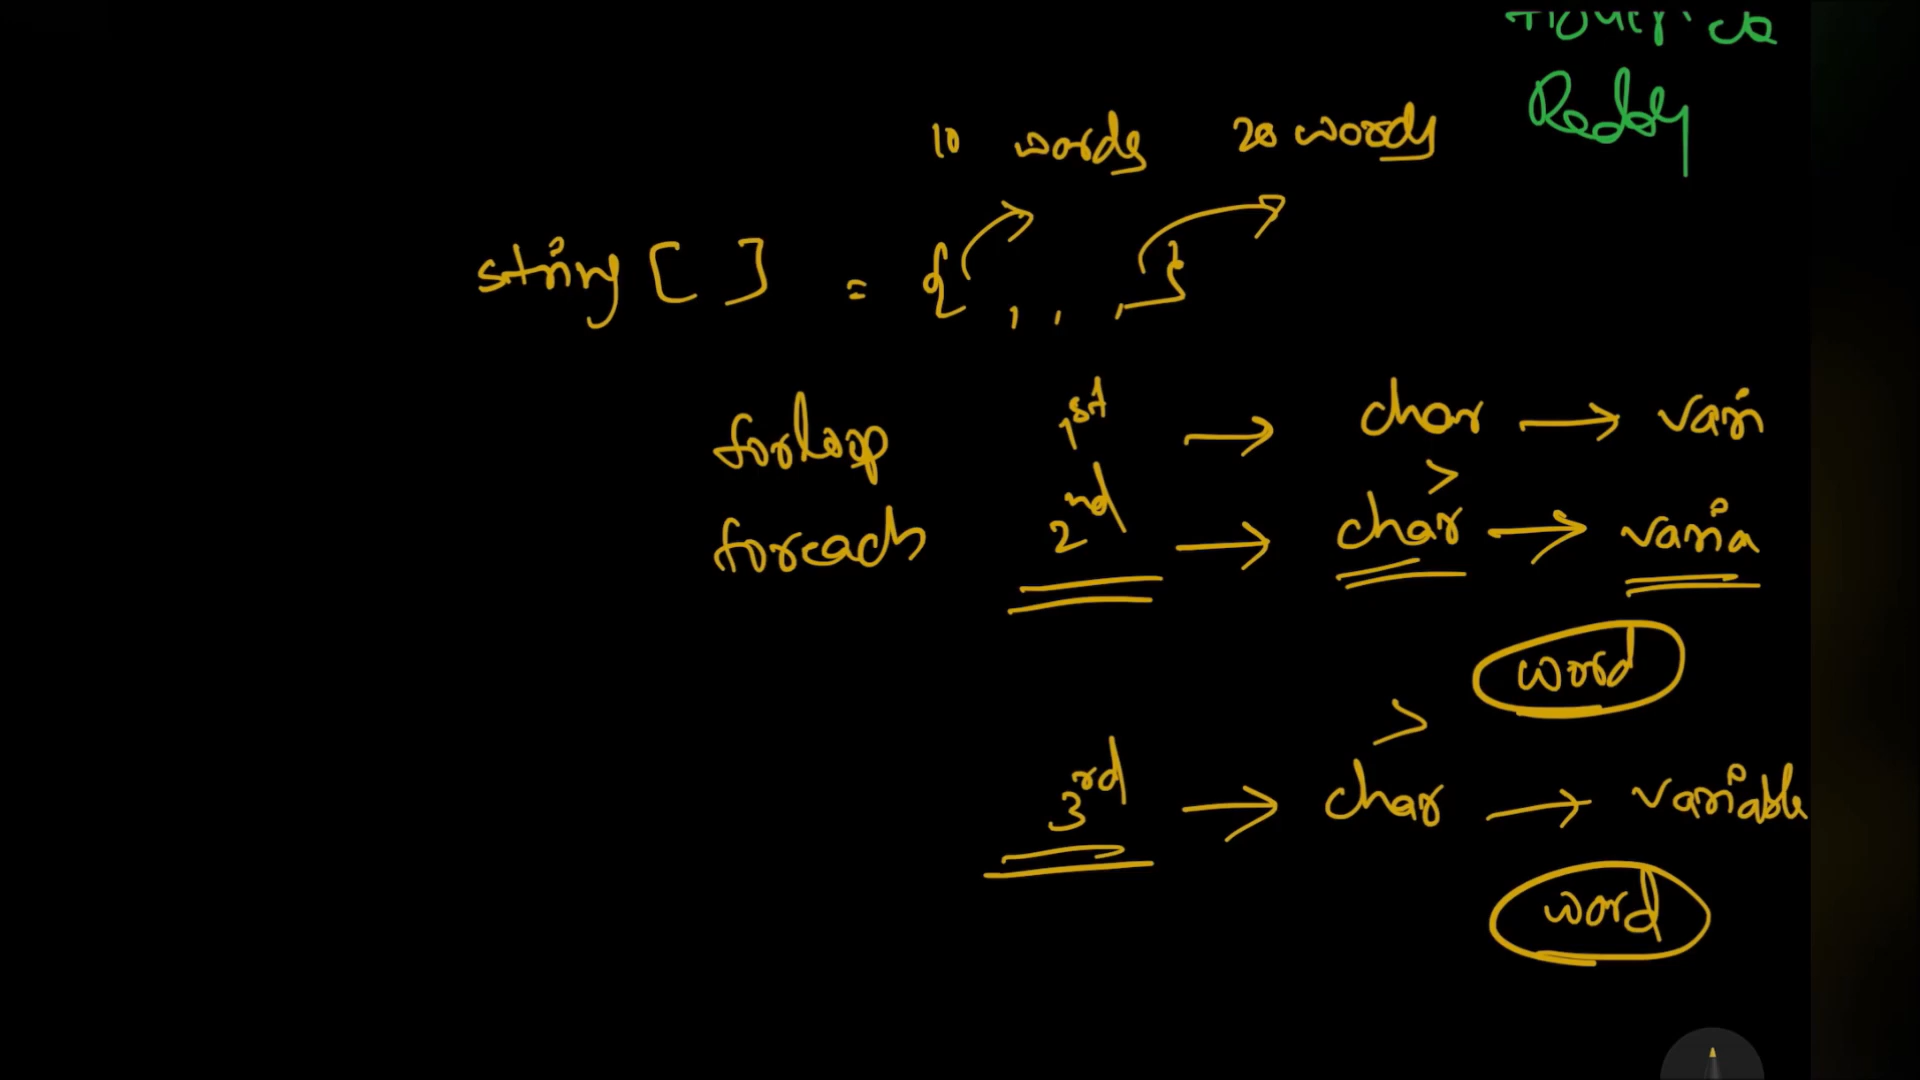 Reddy
10 words 20 words
string [ ] = { , , , }
forloop 1st → char → vari
>
foreach 2nd → char → varia
word
>
3rd → char → variable
word